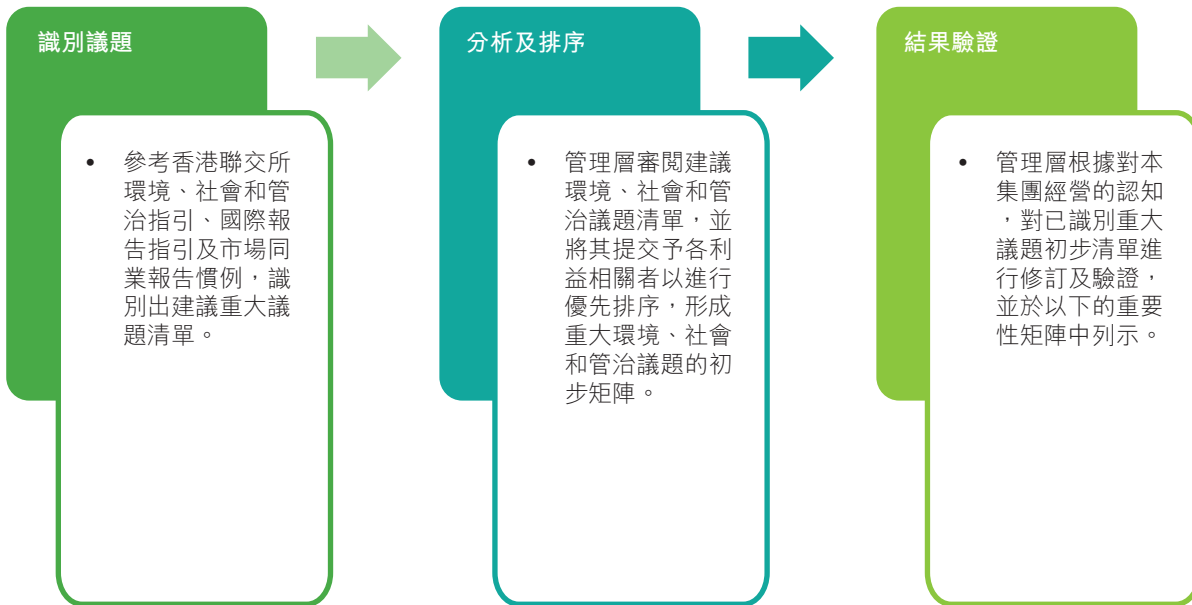 識別議題
• 參考香港聯交所
環境、社會和管
治指引、國際報
告指引及市場同
業報告慣例，識
別出建議重大議
題清單。
分析及排序
• 管理層審閱建議
環境、社會和管
治議題清單，並
將其提交予各利
益相關者以進行
優先排序，形成
重大環境、社會
和管治議題的初
步矩陣。
結果驗證
• 管理層根據對本
集團經營的認知
，對已識別重大
議題初步清單進
行修訂及驗證，
並於以下的重要
性矩陣中列示。